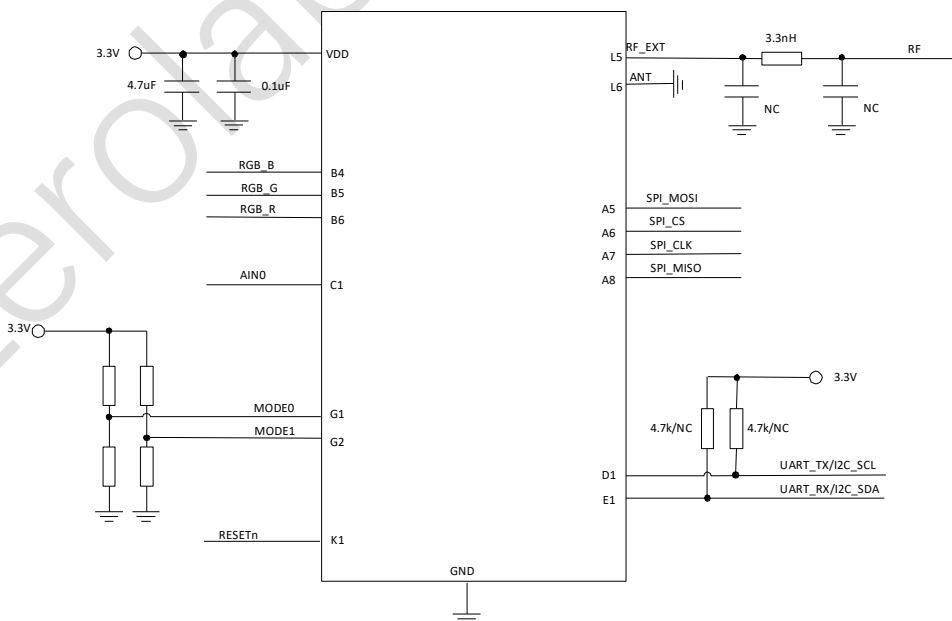 3.3V
VDD
4.7uF
0.1uF
RGB_B
B4
RGB_G
B5
RGB_R
B6
AIN0
C1
3.3V
MODE0
G1
MODE1
G2
RESETn
K1
GND
L5
RF_EXT
3.3nH
RF
L6
ANT
NC
NC
A5
SPI_MOSI
A6
SPI_CS
A7
SPI_CLK
A8
SPI_MISO
3.3V
4.7k/NC
4.7k/NC
D1
UART_TX/I2C_SCL
E1
UART_RX/I2C_SDA